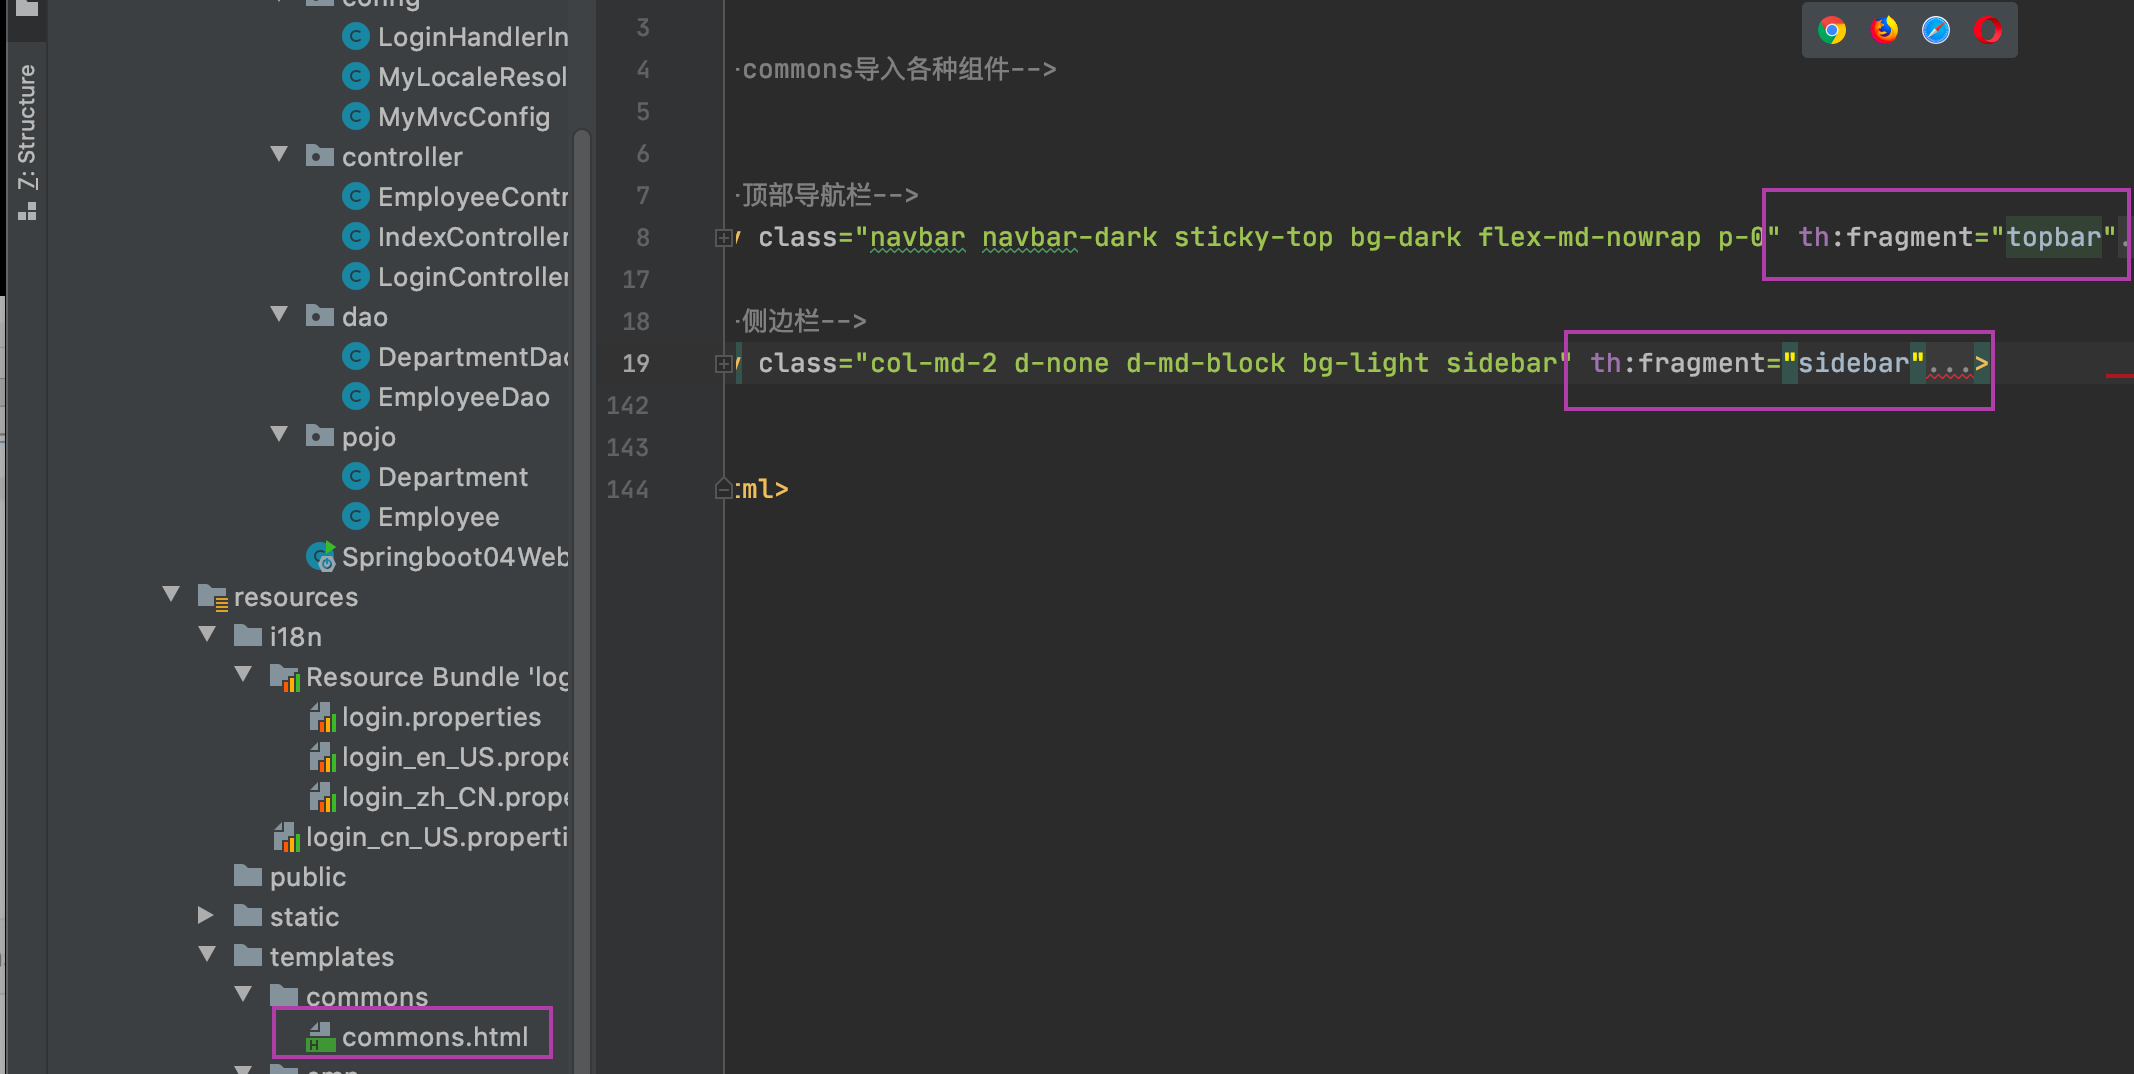 config
LoginHandlerIn
MyLocaleResol
MyMvcConfig
controller
EmployeeContr
IndexController
LoginController
dao
DepartmentDao
EmployeeDao
pojo
Department
Employee
Springboot04Web
resources
i18n
Resource Bundle 'log
login.properties
login_en_US.prope
login_zh_CN.prope
login_cn_US.properti
public
static
templates
commons
commons.html
emp
7: Structure
3
4 -commons导入各种组件-->
5
6
7 -顶部导航栏-->
8 class="navbar navbar-dark sticky-top bg-dark flex-md-nowrap p-0" th:fragment="topbar".
17
18 -侧边栏-->
19 class="col-md-2 d-none d-md-block bg-light sidebar" th:fragment="sidebar"...>
142
143
144 ml>